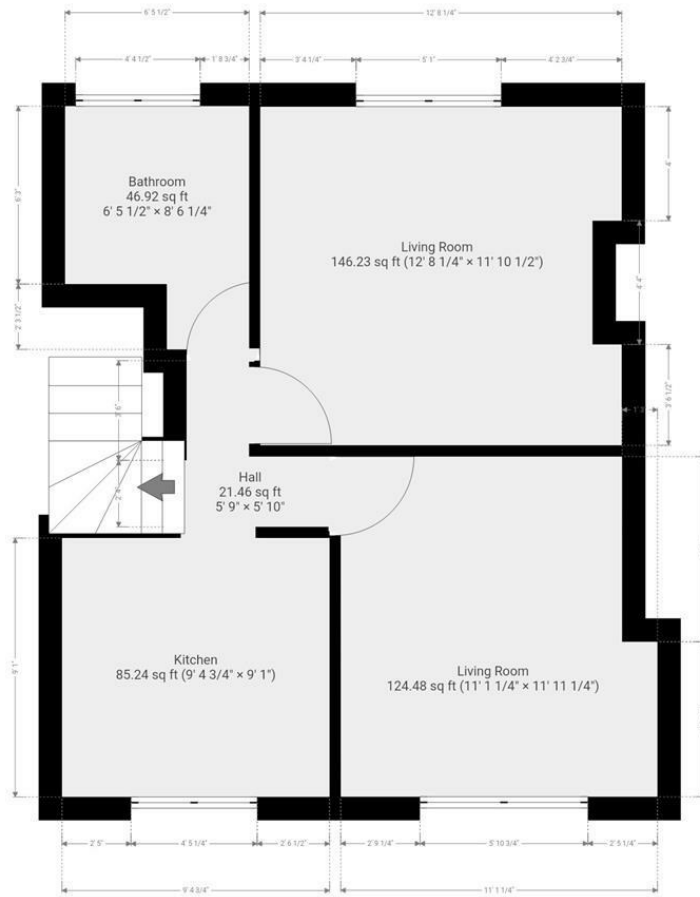 6' 5 1/2"
12' 8 1/4"
4' 4 1/2"
1' 8 3/4"
3' 4 1/4"
5' 1"
4' 2 3/4"
6' 3"
4'
Bathroom
46.92 sq ft
6' 5 1/2" × 8' 6 1/4"
Living Room
146.23 sq ft (12' 8 1/4" × 11' 10 1/2")
4' 4"
2' 3 1/2"
3' 6"
3' 6 1/2"
1' 3"
Hall
21.46 sq ft
5' 9" × 5' 10"
2' 4"
9' 1"
Kitchen
85.24 sq ft (9' 4 3/4" × 9' 1")
Living Room
124.48 sq ft (11' 1 1/4" × 11' 11 1/4")
2' 5"
4' 5 1/4"
2' 6 1/2"
2' 9 1/4"
5' 10 3/4"
2' 5 1/4"
9' 4 3/4"
11' 1 1/4"